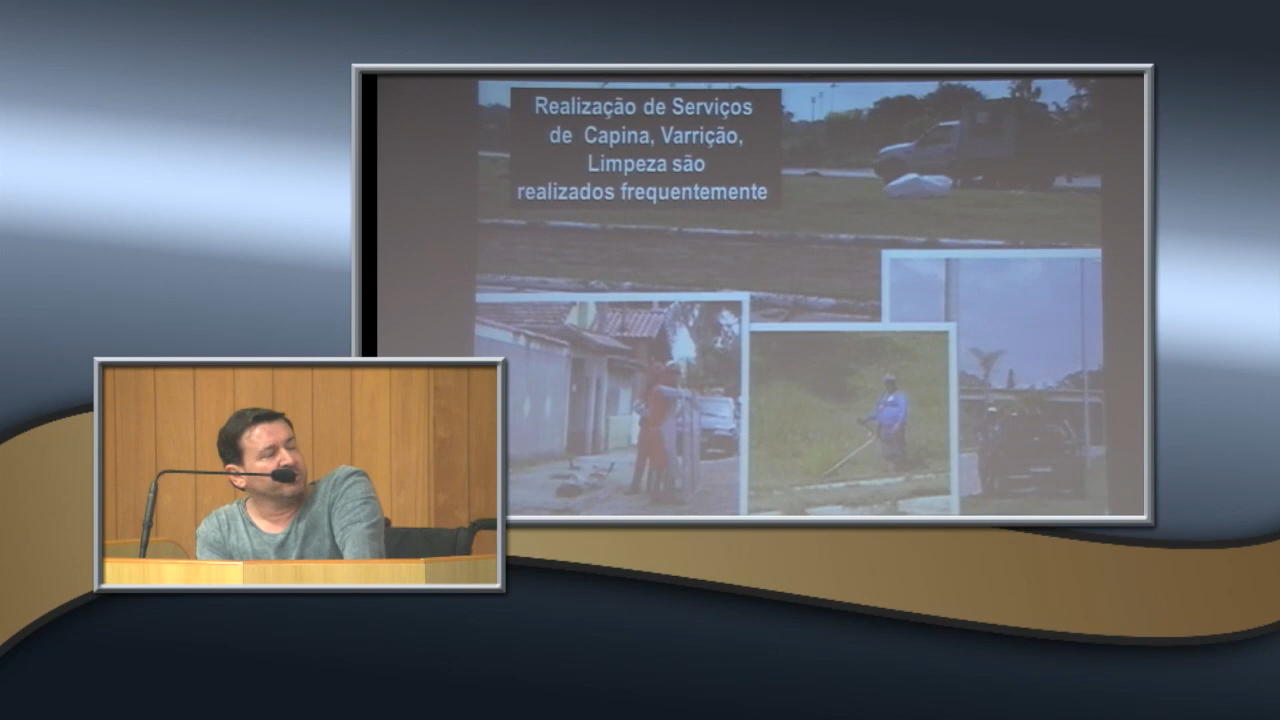 Realização de Serviços
de Capina, Varrição,
Limpeza são
realizados frequentemente